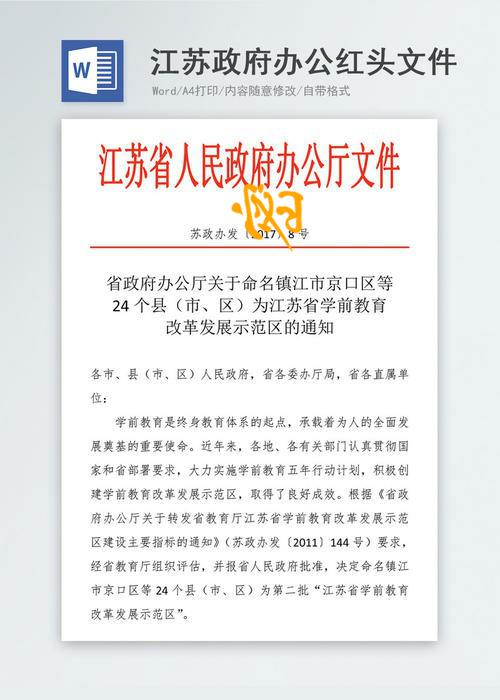 W
江苏政府办公红头文件
Word/A4打印/内容随意修改/自带格式
江苏省人民政府办公厅文件
苏政办发〔2017〕8 号
省政府办公厅关于命名镇江市京口区等
24 个县（市、区）为江苏省学前教育
改革发展示范区的通知
各市、县（市、区）人民政府，省各委办厅局，省各直属单
位：
学前教育是终身教育体系的起点，承载着为人的全面发
展奠基的重要使命。近年来，各地、各有关部门认真贯彻国
家和省部署要求，大力实施学前教育五年行动计划，积极创
建学前教育改革发展示范区，取得了良好成效。根据《省政
府办公厅关于转发省教育厅江苏省学前教育改革发展示范
区建设主要指标的通知》（苏政办发〔2011〕144 号）要求，
经省教育厅组织评估，并报省人民政府批准，决定命名镇江
市京口区等 24 个县（市、区）为第二批“江苏省学前教育
改革发展示范区”。